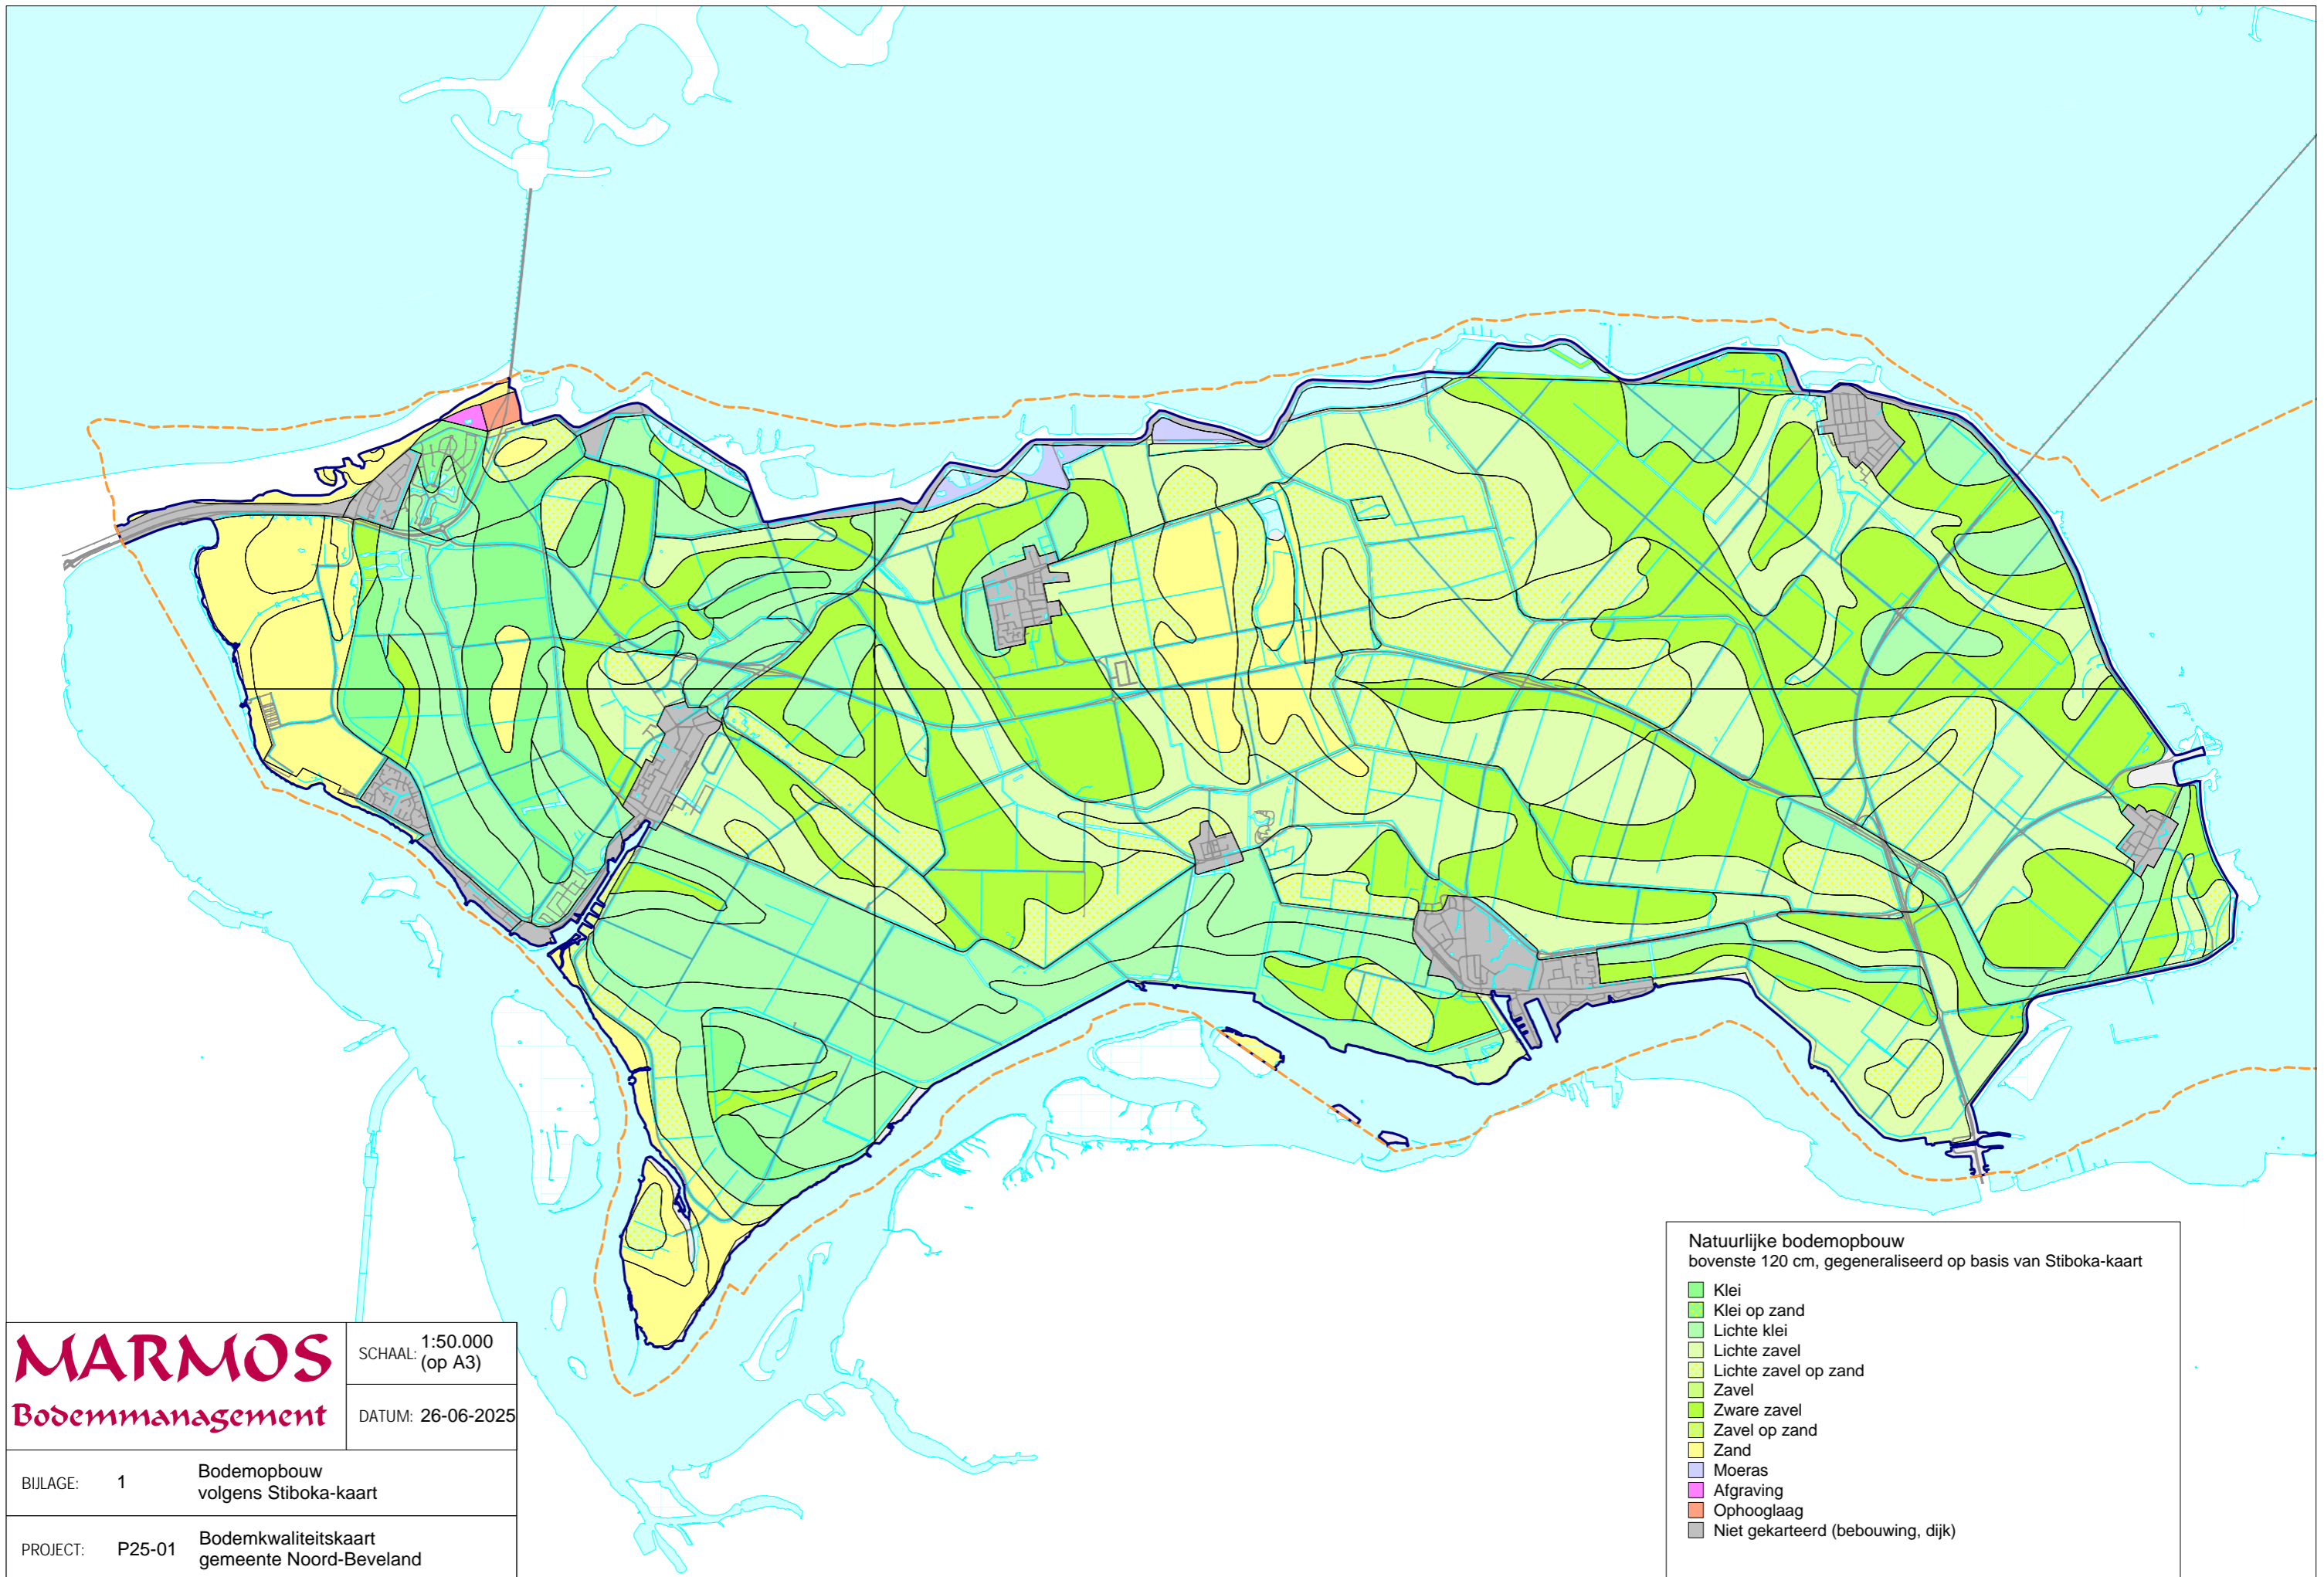 Natuurlijke bodemopbouw
bovenste 120 cm, gegeneraliseerd op basis van Stiboka-kaart
Klei
Klei op zand
Lichte klei
Lichte zavel
Lichte zavel op zand
Zavel
Zware zavel
Zavel op zand
Zand
Moeras
Afgraving
Ophooglaag
Niet gekarteerd (bebouwing, dijk)
MARMOS
Bodemmanagement
SCHAAL: 1:50.000
(op A3)
DATUM: 26-06-2025
BIJLAGE: 1 Bodemopbouw
volgens Stiboka-kaart
PROJECT: P25-01 Bodemkwaliteitskaart
gemeente Noord-Beveland